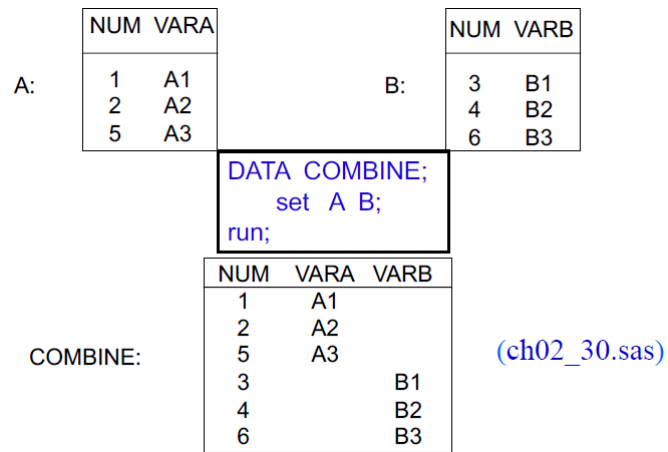 NUM VARA
A:
1 A1
2 A2
5 A3
NUM VARB
B:
3 B1
4 B2
6 B3
DATA COMBINE;
set A B;
run;
NUM VARA VARB
COMBINE:
1 A1
2 A2
5 A3
3 B1
4 B2
6 B3
(ch02_30.sas)